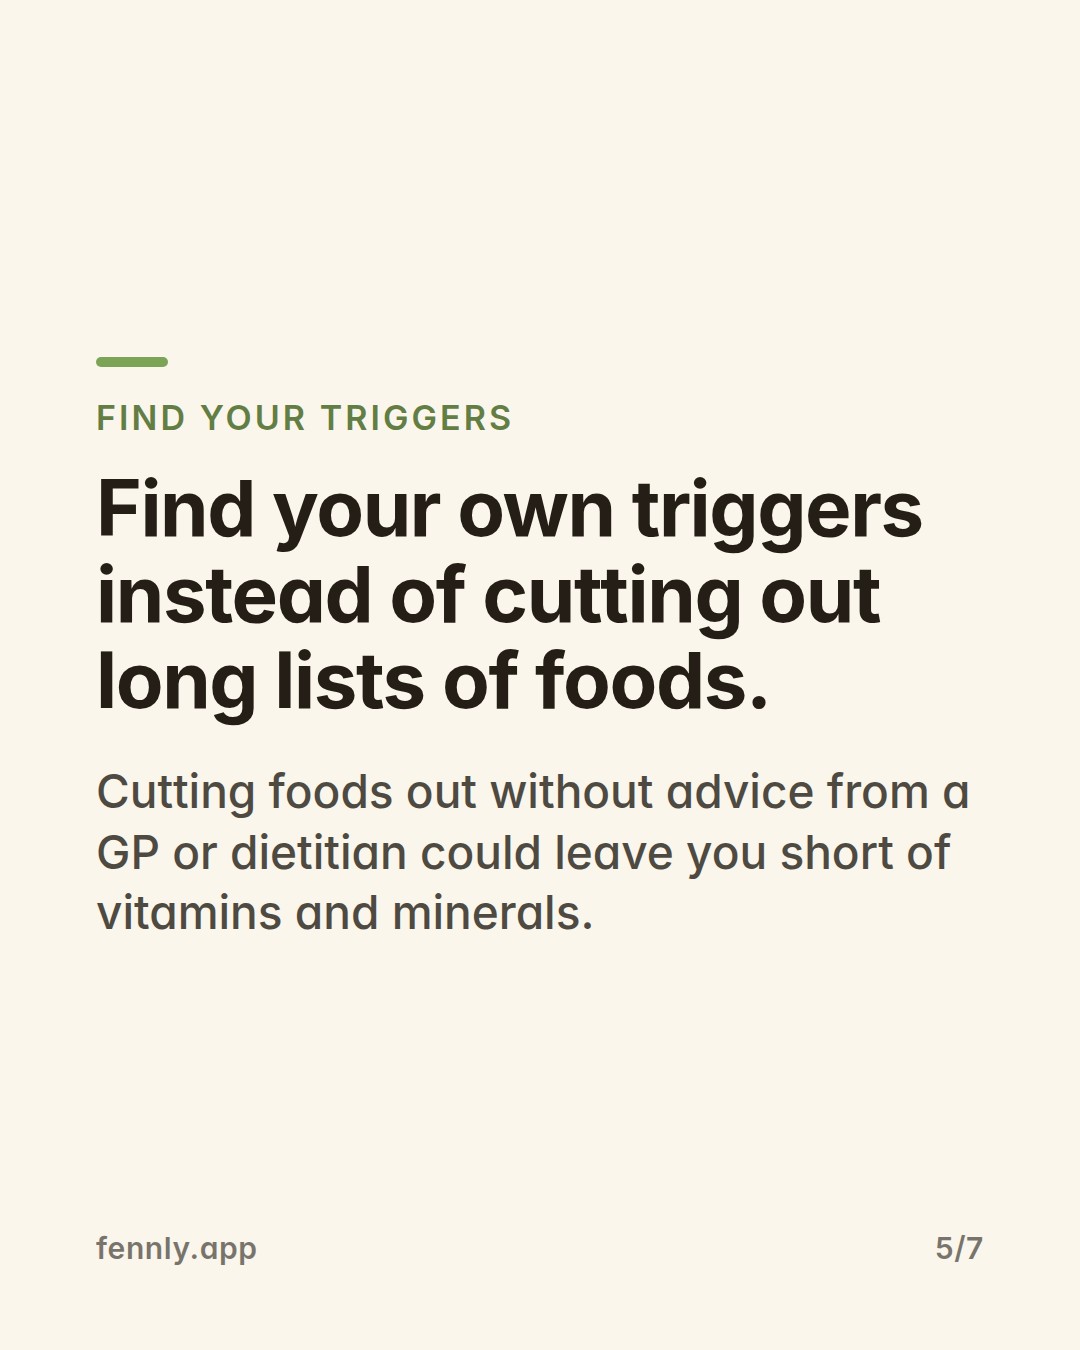 FIND YOUR TRIGGERS
Find your own triggers
instead of cutting out
long lists of foods.
Cutting foods out without advice from a
GP or dietitian could leave you short of
vitamins and minerals.
fennly.app
5/7